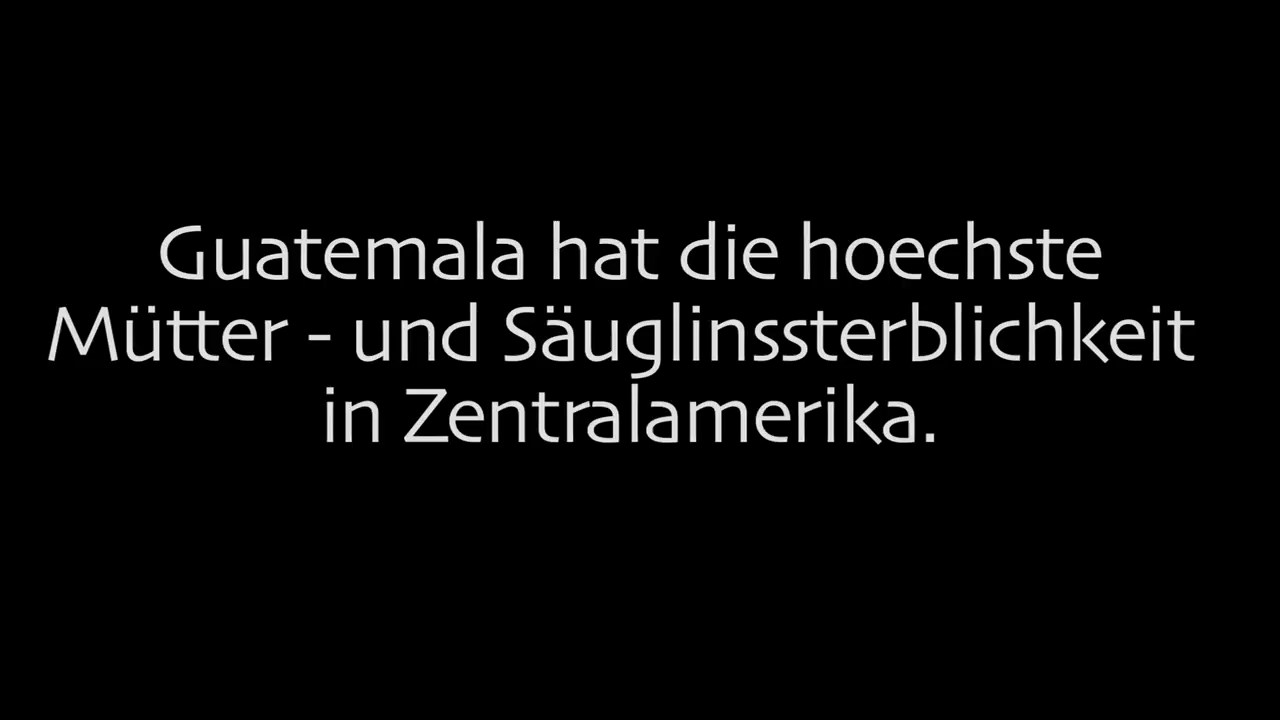 Guatemala hat die hoechste
Mütter - und Säuglinssterblichkeit
in Zentralamerika.